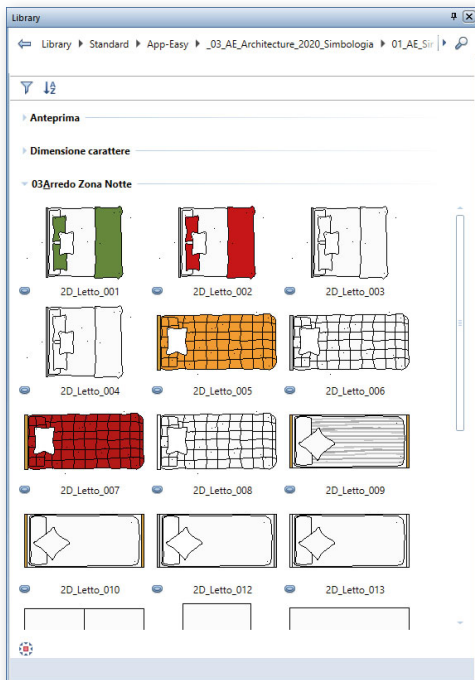 Library
Library Standard App-Easy _03_AE_Architecture_2020_Simbologia 01_AE_Sir
Anteprima
Dimensione carattere
03Arredo Zona Notte
2D_Letto_001 2D_Letto_002 2D_Letto_003
2D_Letto_004 2D_Letto_005 2D_Letto_006
2D_Letto_007 2D_Letto_008 2D_Letto_009
2D_Letto_010 2D_Letto_012 2D_Letto_013